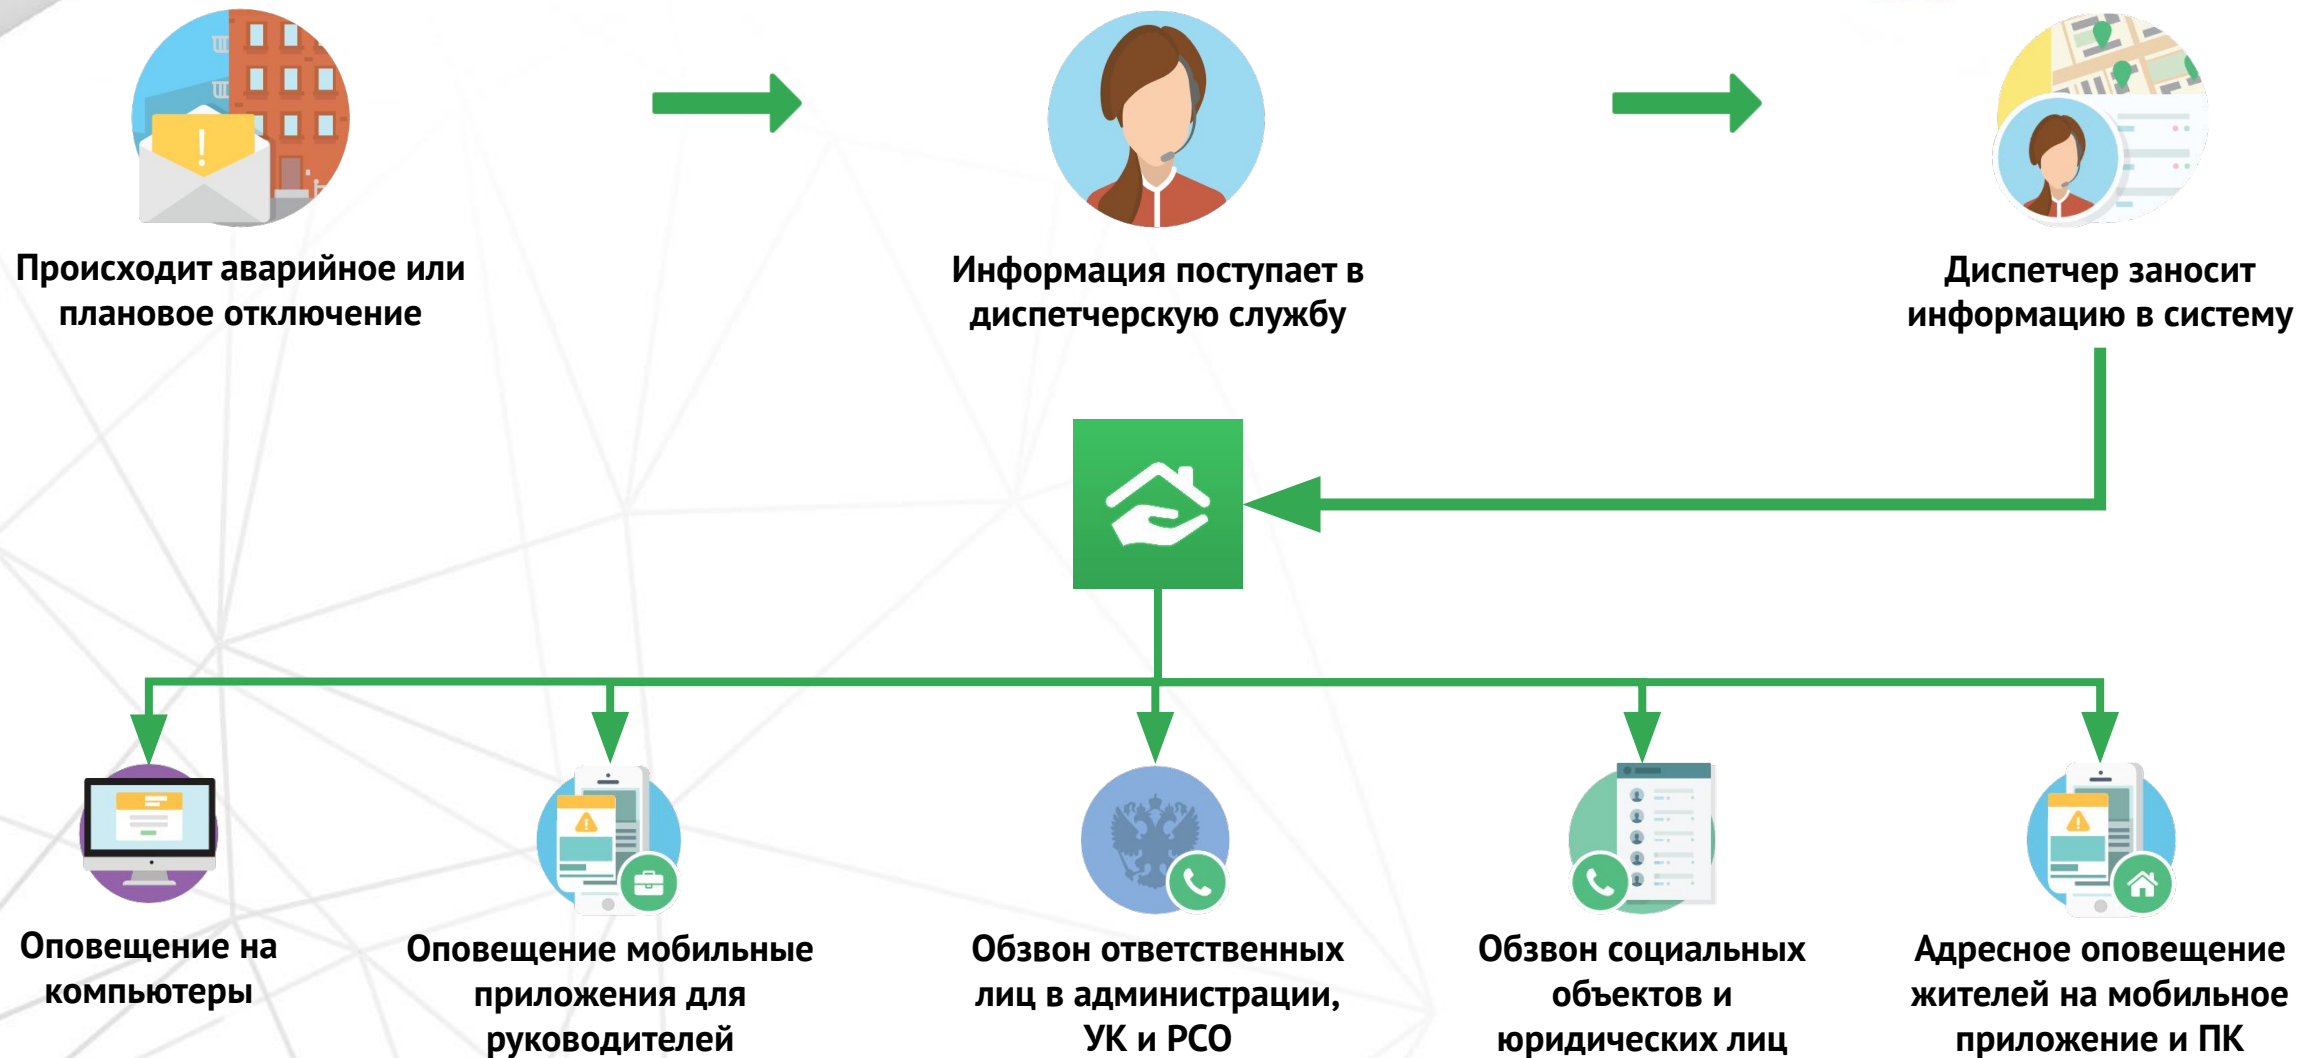 Происходит аварийное или
плановое отключение
Информация поступает в
диспетчерскую службу
Диспетчер заносит
информацию в систему
Оповещение на
компьютеры
Оповещение мобильные
приложения для
руководителей
Обзвон ответственных
лиц в администрации,
УК и РСО
Обзвон социальных
объектов и
юридических лиц
Адресное оповещение
жителей на мобильное
приложение и ПК